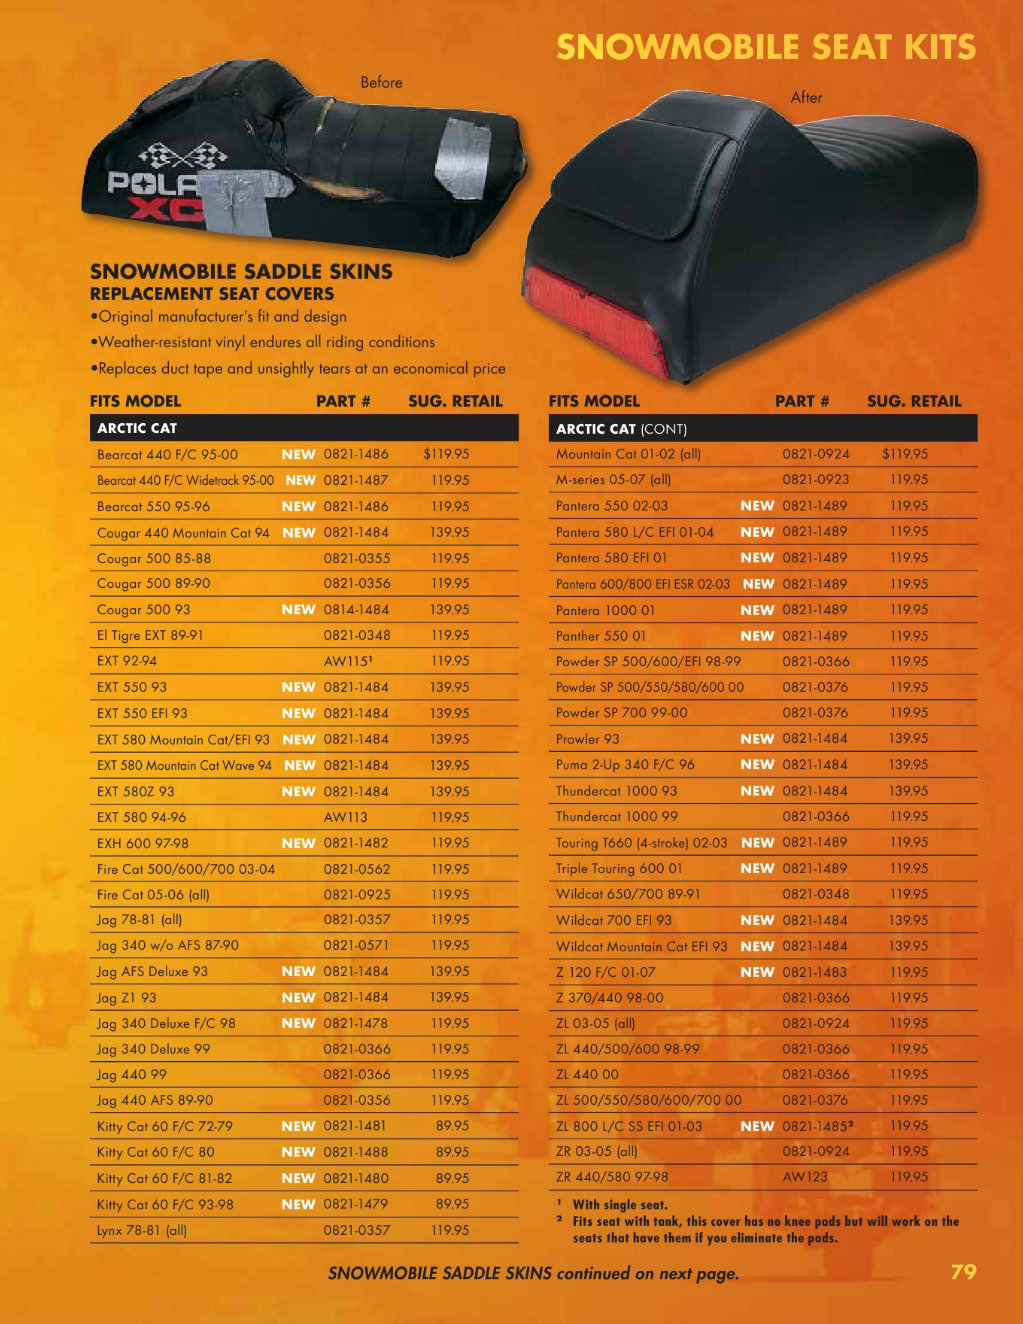 SNOWMOBILE SEAT KITS
Before
After
POLA
XC
SNOWMOBILE SADDLE SKINS
REPLACEMENT SEAT COVERS
•Original manufacturer's fit and design
•Weather-resistant vinyl endures all riding conditions
•Replaces duct tape and unsightly tears at an economical price
FITS MODEL PART # SUG. RETAIL
ARCTIC CAT
Bearcat 440 F/C 95-00 NEW 0821-1486 $119.95
Bearcat 440 F/C Widetrack 95-00 NEW 0821-1487 119.95
Bearcat 550 95-96 NEW 0821-1486 119.95
Cougar 440 Mountain Cat 94 NEW 0821-1484 139.95
Cougar 500 85-88 0821-0355 119.95
Cougar 500 89-90 0821-0356 119.95
Cougar 500 93 NEW 0814-1484 139.95
El Tigre EXT 89-91 0821-0348 119.95
EXT 92-94 AW115¹ 119.95
EXT 550 93 NEW 0821-1484 139.95
EXT 550 EFI 93 NEW 0821-1484 139.95
EXT 580 Mountain Cat/EFI 93 NEW 0821-1484 139.95
EXT 580 Mountain Cat Wave 94 NEW 0821-1484 139.95
EXT 580Z 93 NEW 0821-1484 139.95
EXT 580 94-96 AW113 119.95
EXH 600 97-98 NEW 0821-1482 119.95
Fire Cat 500/600/700 03-04 0821-0562 119.95
Fire Cat 05-06 (all) 0821-0925 119.95
Jag 78-81 (all) 0821-0357 119.95
Jag 340 w/o AFS 87-90 0821-0571 119.95
Jag AFS Deluxe 93 NEW 0821-1484 139.95
Jag Z1 93 NEW 0821-1484 139.95
Jag 340 Deluxe F/C 98 NEW 0821-1478 119.95
Jag 340 Deluxe 99 0821-0366 119.95
Jag 440 99 0821-0366 119.95
Jag 440 AFS 89-90 0821-0356 119.95
Kitty Cat 60 F/C 72-79 NEW 0821-1481 89.95
Kitty Cat 60 F/C 80 NEW 0821-1488 89.95
Kitty Cat 60 F/C 81-82 NEW 0821-1480 89.95
Kitty Cat 60 F/C 93-98 NEW 0821-1479 89.95
Lynx 78-81 (all) 0821-0357 119.95
FITS MODEL PART # SUG. RETAIL
ARCTIC CAT (CONT)
Mountain Cat 01-02 (all) 0821-0924 $119.95
M-series 05-07 (all) 0821-0923 119.95
Pantera 550 02-03 NEW 0821-1489 119.95
Pantera 580 L/C EFI 01-04 NEW 0821-1489 119.95
Pantera 580 EFI 01 NEW 0821-1489 119.95
Pantera 600/800 EFI ESR 02-03 NEW 0821-1489 119.95
Pantera 1000 01 NEW 0821-1489 119.95
Panther 550 01 NEW 0821-1489 119.95
Powder SP 500/600/EFI 98-99 0821-0366 119.95
Powder SP 500/550/580/600 00 0821-0376 119.95
Powder SP 700 99-00 0821-0376 119.95
Prowler 93 NEW 0821-1484 139.95
Puma 2-Up 340 F/C 96 NEW 0821-1484 139.95
Thundercat 1000 93 NEW 0821-1484 139.95
Thundercat 1000 99 0821-0366 119.95
Touring T660 (4-stroke) 02-03 NEW 0821-1489 119.95
Triple Touring 600 01 NEW 0821-1489 119.95
Wildcat 650/700 89-91 0821-0348 119.95
Wildcat 700 EFI 93 NEW 0821-1484 139.95
Wildcat Mountain Cat EFI 93 NEW 0821-1484 139.95
Z 120 F/C 01-07 NEW 0821-1483 119.95
Z 370/440 98-00 0821-0366 119.95
ZL 03-05 (all) 0821-0924 119.95
ZL 440/500/600 98-99 0821-0366 119.95
ZL 440 00 0821-0366 119.95
ZL 500/550/580/600/700 00 0821-0376 119.95
ZL 800 L/C SS EFI 01-03 NEW 0821-1485² 119.95
ZR 03-05 (all) 0821-0924 119.95
ZR 440/580 97-98 AW123 119.95
¹ With single seat.
² Fits seat with tank, this cover has no knee pads but will work on the
seats that have them if you eliminate the pads.
SNOWMOBILE SADDLE SKINS continued on next page.
79